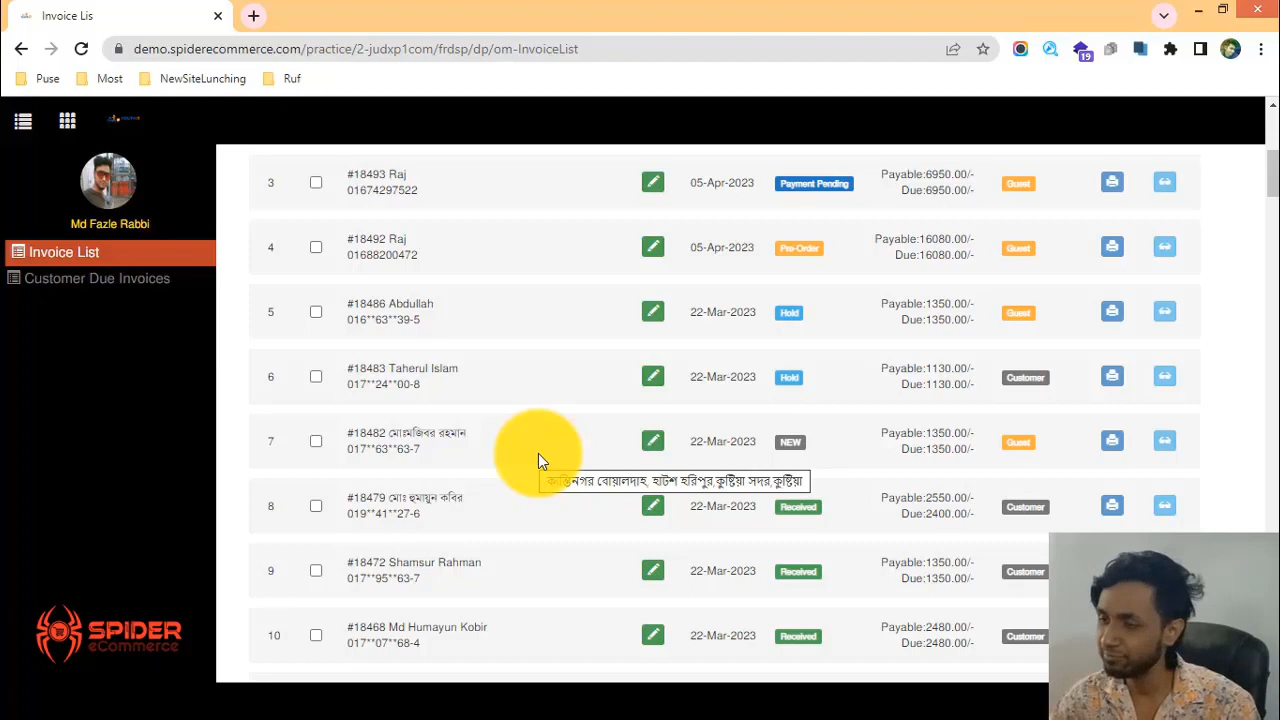 Invoice Lis
demo.spiderecommerce.com/practice/2-judxp1com/frdsp/dp/om-InvoiceList
19
Puse
Most
NewSiteLunching
Ruf
Md Fazle Rabbi
Invoice List
Customer Due Invoices
3
#18493 Raj
01674297522
05-Apr-2023
Payment Pending
Payable:6950.00/-
Due:6950.00/-
Guest
4
#18492 Raj
01688200472
05-Apr-2023
Pre-Order
Payable:16080.00/-
Due:16080.00/-
Guest
5
#18486 Abdullah
016**63**39-5
22-Mar-2023
Hold
Payable:1350.00/-
Due:1350.00/-
Guest
6
#18483 Taherul Islam
017**24**00-8
22-Mar-2023
Hold
Payable:1130.00/-
Due:1130.00/-
Customer
7
#18482 মোঃমজিবর রহমান
017**63**63-7
22-Mar-2023
NEW
Payable:1350.00/-
Due:1350.00/-
Guest
কান্তিনগর বোয়ালদাহ, হাটশ হরিপুর,কুষ্টিয়া সদর,কুষ্টিয়া
8
#18479 মোঃ হুমায়ুন কবির
019**41**27-6
22-Mar-2023
Received
Payable:2550.00/-
Due:2400.00/-
Customer
9
#18472 Shamsur Rahman
017**95**63-7
22-Mar-2023
Received
Payable:1350.00/-
Due:1350.00/-
Customer
10
#18468 Md Humayun Kobir
017**07**68-4
22-Mar-2023
Received
Payable:2480.00/-
Due:2480.00/-
Customer
SPIDER
eCommerce